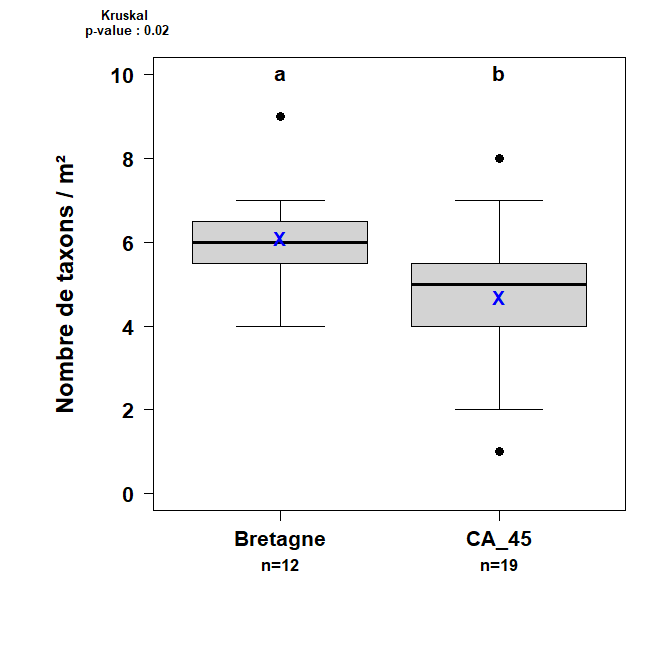 Kruskal
p-value : 0.02
Nombre de taxons / m²
10
8
6
4
2
0
a
b
X
X
Bretagne
CA_45
n=12
n=19